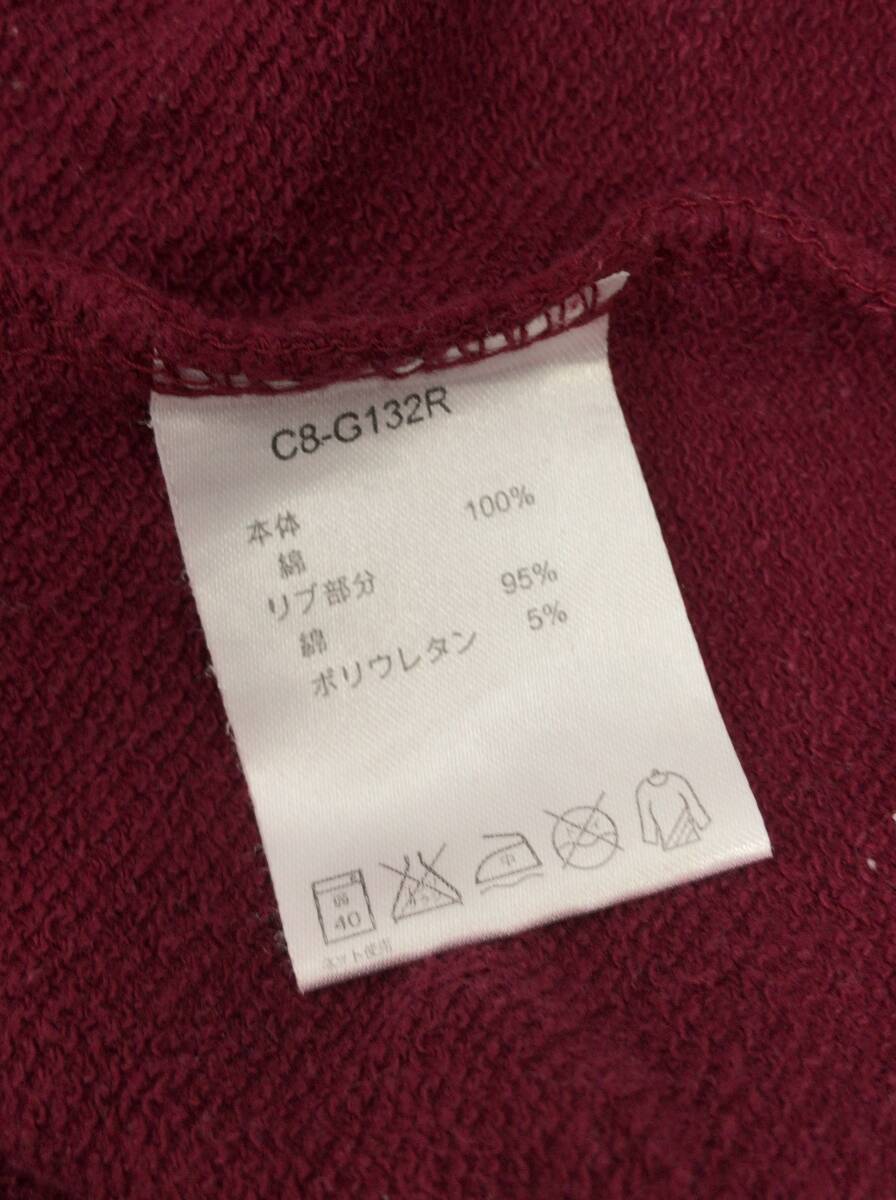 C8-G132R
本体
綿 100%
リブ部分
綿 95%
ポリウレタン 5%
弱
40
中
ネット使用